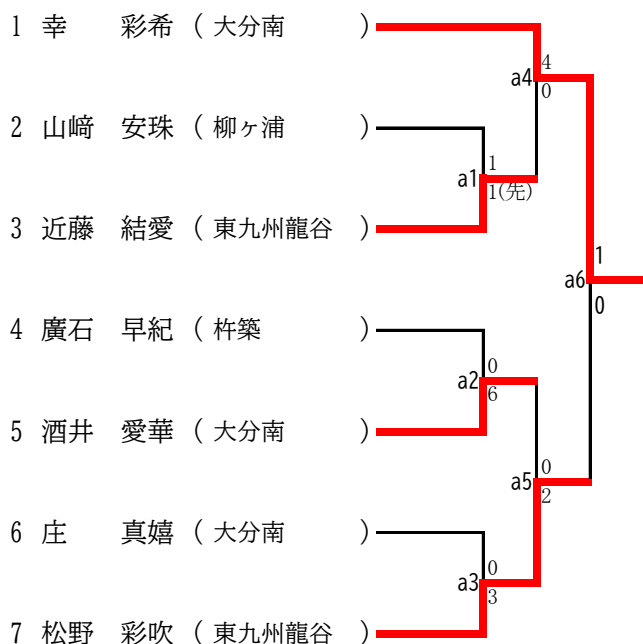 1 幸 彩希 ( 大分南 )
4
a4
0
2 山﨑 安珠 ( 柳ヶ浦 )
1
a1
1(先)
3 近藤 結愛 ( 東九州龍谷 )
1
a6
0
4 廣石 早紀 ( 杵築 )
0
a2
6
5 酒井 愛華 ( 大分南 )
0
a5
2
6 庄 真嬉 ( 大分南 )
0
a3
3
7 松野 彩吹 ( 東九州龍谷 )